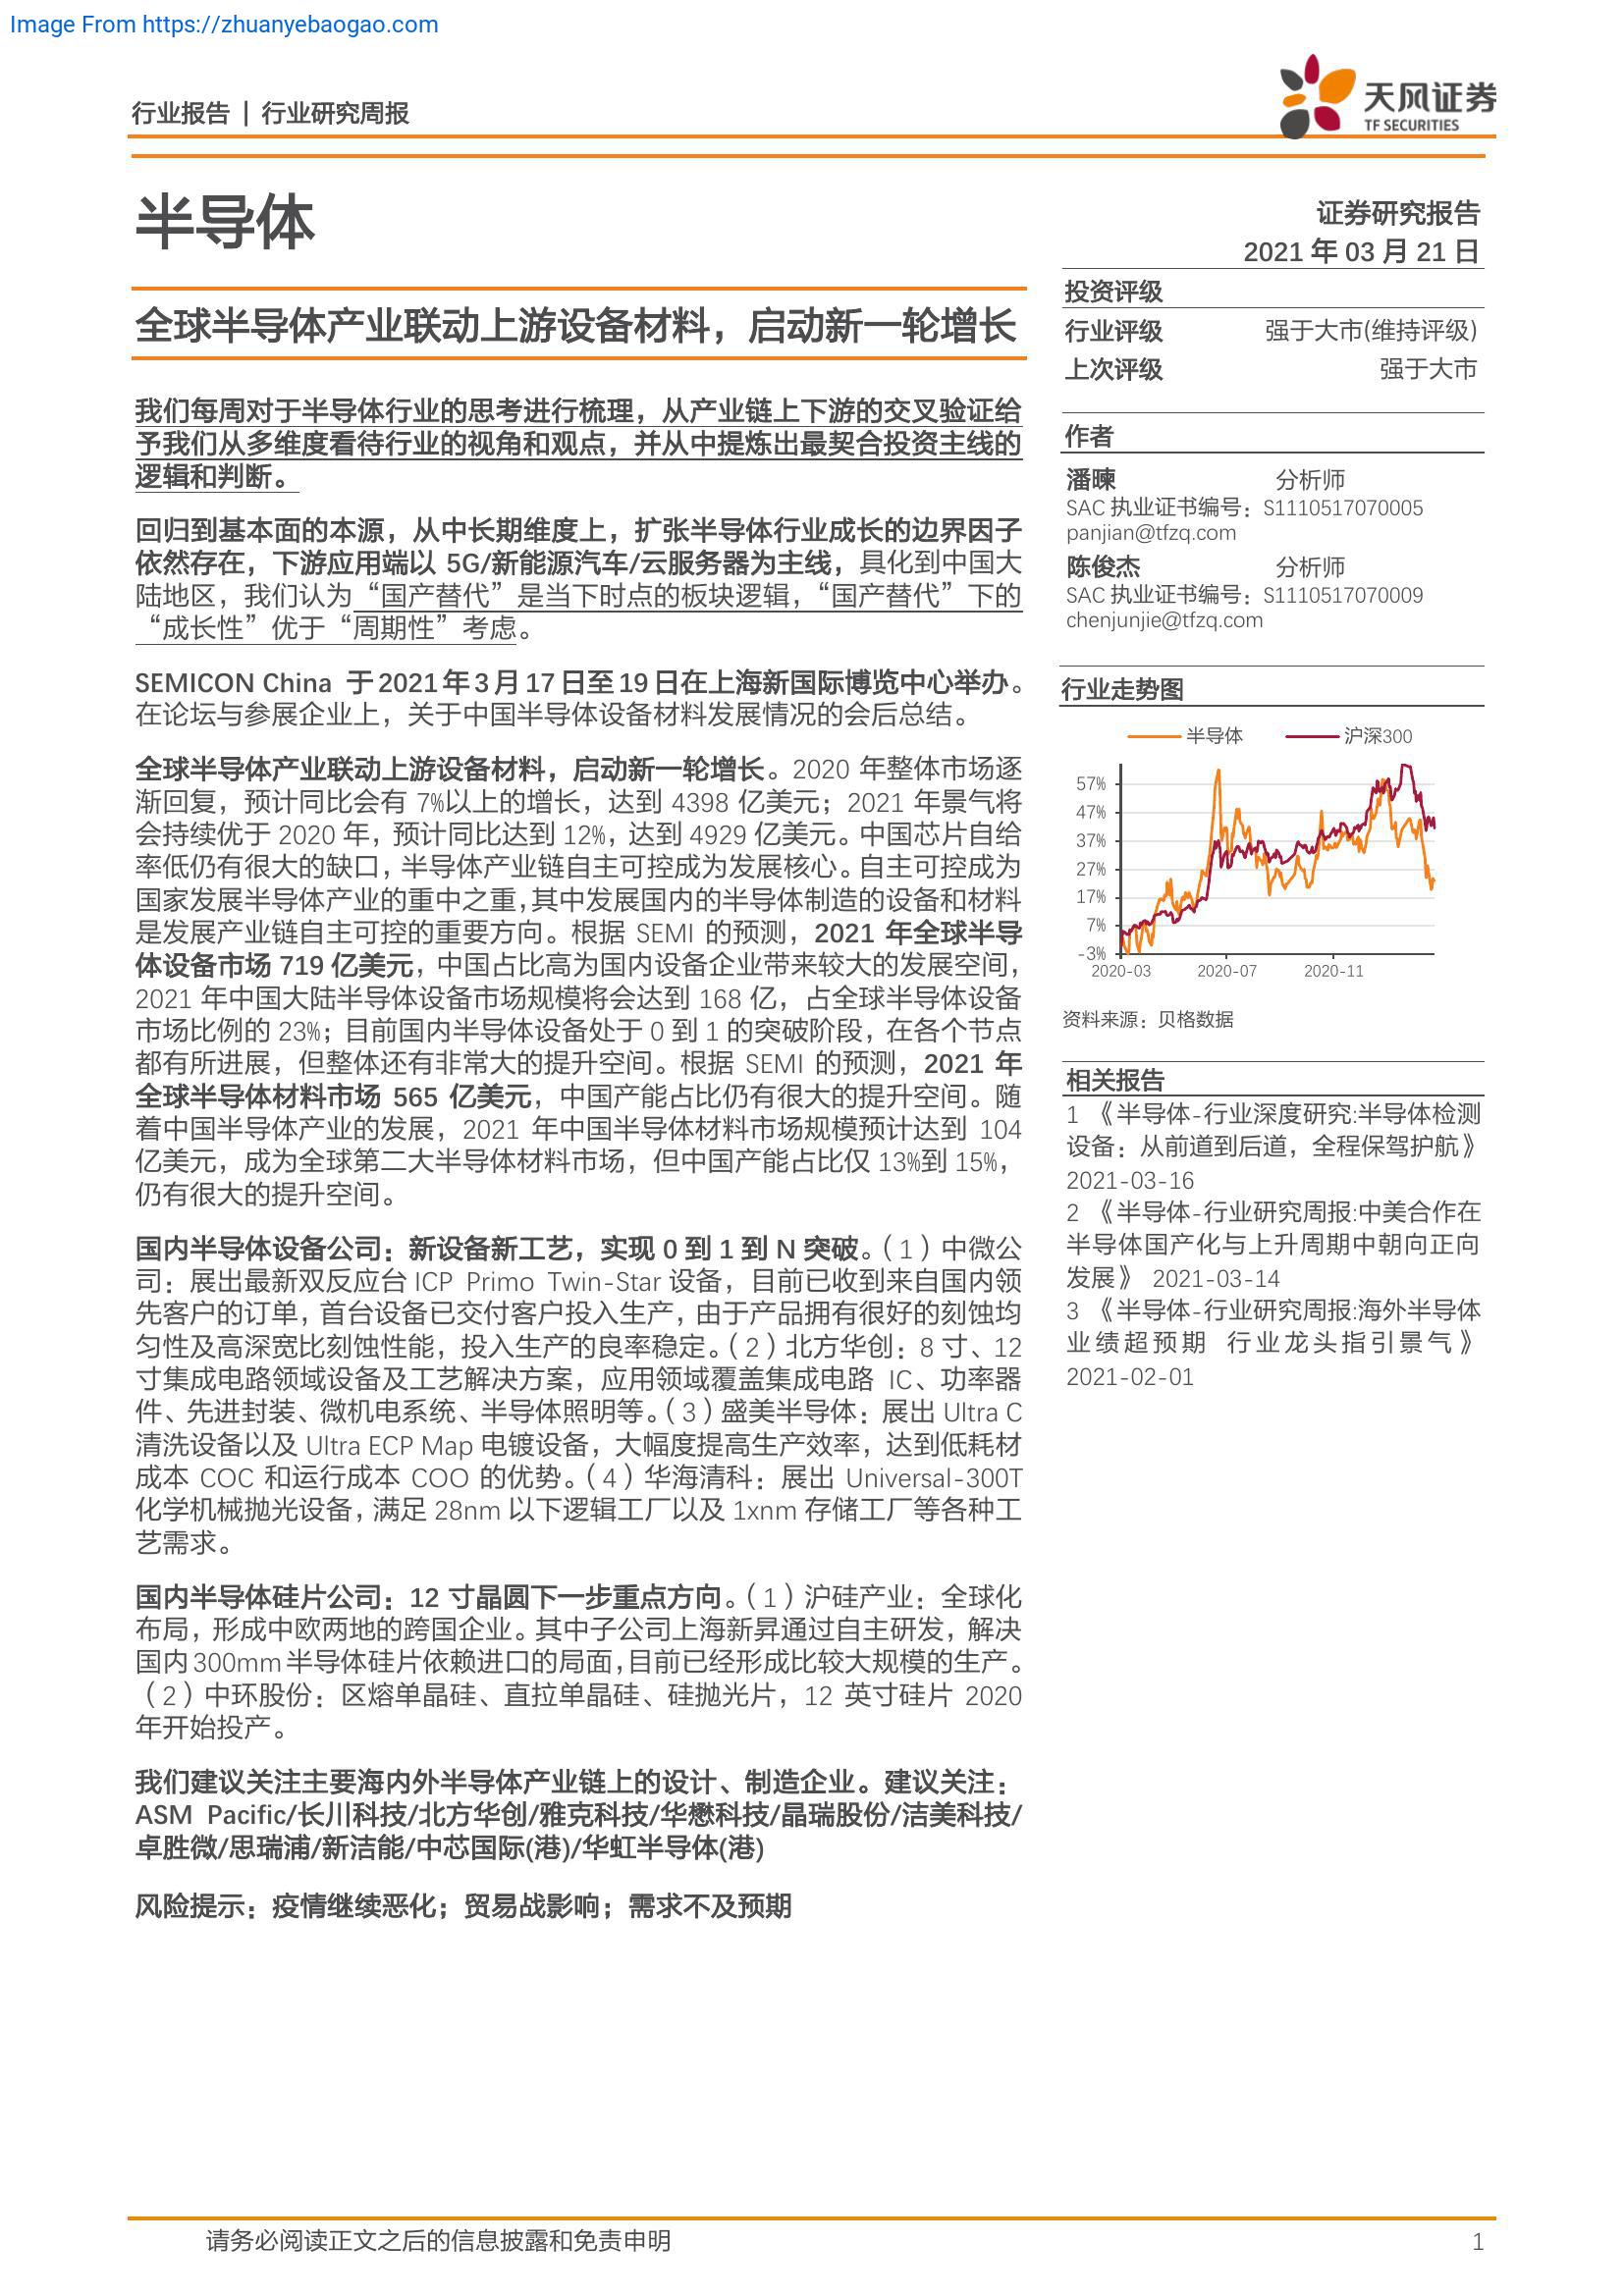 Image From https://zhuanyebaogao.com
行业报告 | 行业研究周报
天风证券
TF SECURITIES
半导体
证券研究报告
2021 年 03 月 21 日
全球半导体产业联动上游设备材料，启动新一轮增长
我们每周对于半导体行业的思考进行梳理，从产业链上下游的交叉验证给
予我们从多维度看待行业的视角和观点，并从中提炼出最契合投资主线的
逻辑和判断。
回归到基本面的本源，从中长期维度上，扩张半导体行业成长的边界因子
依然存在，下游应用端以 5G/新能源汽车/云服务器为主线，具化到中国大
陆地区，我们认为“国产替代”是当下时点的板块逻辑，“国产替代”下的
“成长性”优于“周期性”考虑。
SEMICON China 于 2021 年 3 月 17 日至 19 日在上海新国际博览中心举办。
在论坛与参展企业上，关于中国半导体设备材料发展情况的会后总结。
全球半导体产业联动上游设备材料，启动新一轮增长。2020 年整体市场逐
渐回复，预计同比会有 7%以上的增长，达到 4398 亿美元；2021 年景气将
会持续优于 2020 年，预计同比达到 12%，达到 4929 亿美元。中国芯片自给
率低仍有很大的缺口，半导体产业链自主可控成为发展核心。自主可控成为
国家发展半导体产业的重中之重，其中发展国内的半导体制造的设备和材料
是发展产业链自主可控的重要方向。根据 SEMI 的预测，2021 年全球半导
体设备市场 719 亿美元，中国占比高为国内设备企业带来较大的发展空间，
2021 年中国大陆半导体设备市场规模将会达到 168 亿，占全球半导体设备
市场比例的 23%；目前国内半导体设备处于 0 到 1 的突破阶段，在各个节点
都有所进展，但整体还有非常大的提升空间。根据 SEMI 的预测，2021 年
全球半导体材料市场 565 亿美元，中国产能占比仍有很大的提升空间。随
着中国半导体产业的发展，2021 年中国半导体材料市场规模预计达到 104
亿美元，成为全球第二大半导体材料市场，但中国产能占比仅 13%到 15%，
仍有很大的提升空间。
国内半导体设备公司：新设备新工艺，实现 0 到 1 到 N 突破。（1）中微公
司：展出最新双反应台 ICP Primo Twin-Star 设备，目前已收到来自国内领
先客户的订单，首台设备已交付客户投入生产，由于产品拥有很好的刻蚀均
匀性及高深宽比刻蚀性能，投入生产的良率稳定。（2）北方华创：8 寸、12
寸集成电路领域设备及工艺解决方案，应用领域覆盖集成电路 IC、功率器
件、先进封装、微机电系统、半导体照明等。（3）盛美半导体：展出 Ultra C
清洗设备以及 Ultra ECP Map 电镀设备，大幅度提高生产效率，达到低耗材
成本 COC 和运行成本 COO 的优势。（4）华海清科：展出 Universal-300T
化学机械抛光设备，满足 28nm 以下逻辑工厂以及 1xnm 存储工厂等各种工
艺需求。
国内半导体硅片公司：12 寸晶圆下一步重点方向。（1）沪硅产业：全球化
布局，形成中欧两地的跨国企业。其中子公司上海新昇通过自主研发，解决
国内 300mm 半导体硅片依赖进口的局面，目前已经形成比较大规模的生产。
（2）中环股份：区熔单晶硅、直拉单晶硅、硅抛光片，12 英寸硅片 2020
年开始投产。
我们建议关注主要海内外半导体产业链上的设计、制造企业。建议关注：
ASM Pacific/长川科技/北方华创/雅克科技/华懋科技/晶瑞股份/洁美科技/
卓胜微/思瑞浦/新洁能/中芯国际(港)/华虹半导体(港)
风险提示：疫情继续恶化；贸易战影响；需求不及预期
投资评级
行业评级 强于大市(维持评级)
上次评级 强于大市
作者
潘暕 分析师
SAC 执业证书编号：S1110517070005
panjian@tfzq.com
陈俊杰 分析师
SAC 执业证书编号：S1110517070009
chenjunjie@tfzq.com
行业走势图
半导体 沪深300
57%
47%
37%
27%
17%
7%
-3%
2020-03 2020-07 2020-11
资料来源：贝格数据
相关报告
1 《半导体-行业深度研究:半导体检测
设备：从前道到后道，全程保驾护航》
2021-03-16
2 《半导体-行业研究周报:中美合作在
半导体国产化与上升周期中朝向正向
发展》 2021-03-14
3 《半导体-行业研究周报:海外半导体
业绩超预期 行业龙头指引景气》
2021-02-01
请务必阅读正文之后的信息披露和免责申明 1